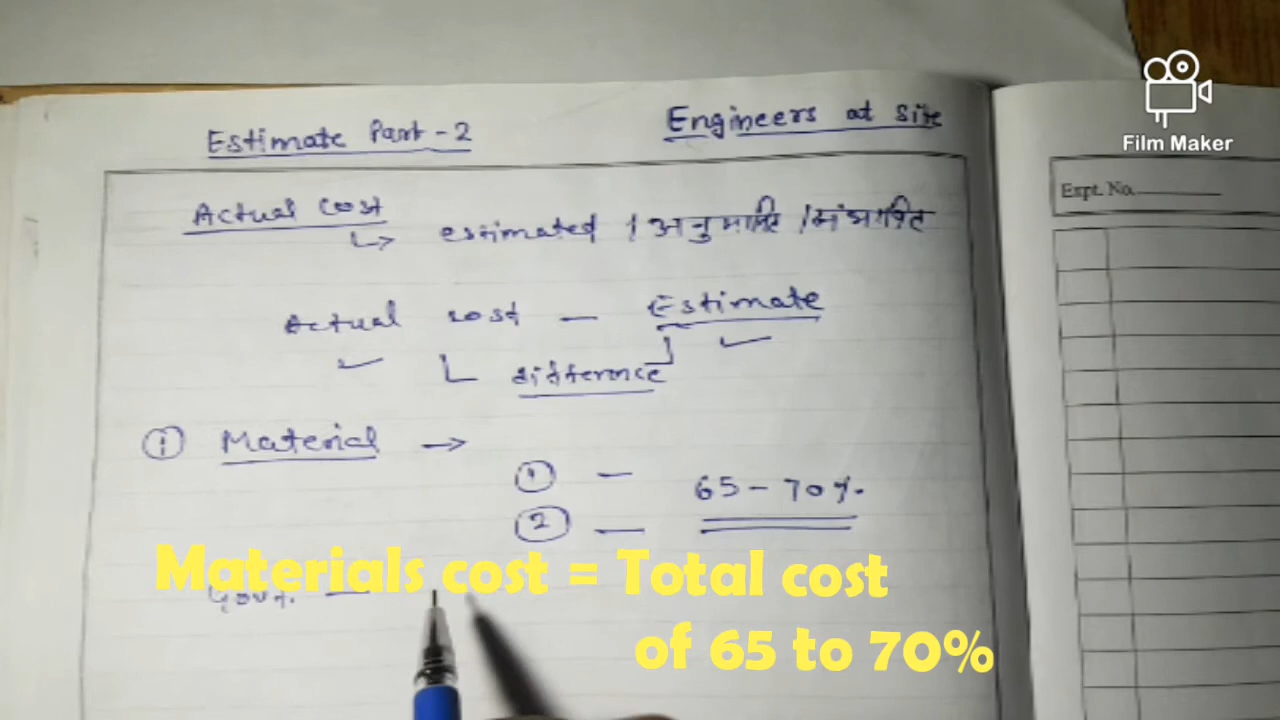 Film Maker
Estimate Part - 2
Engineers at Site
Expt. No.
Actual cost
↳ estimated / अनुमानित / संभावित
Actual cost — Estimate
difference
① Material →
① —
65 - 70%.
② —
Materials cost = Total cost
of 65 to 70%
Govt. —